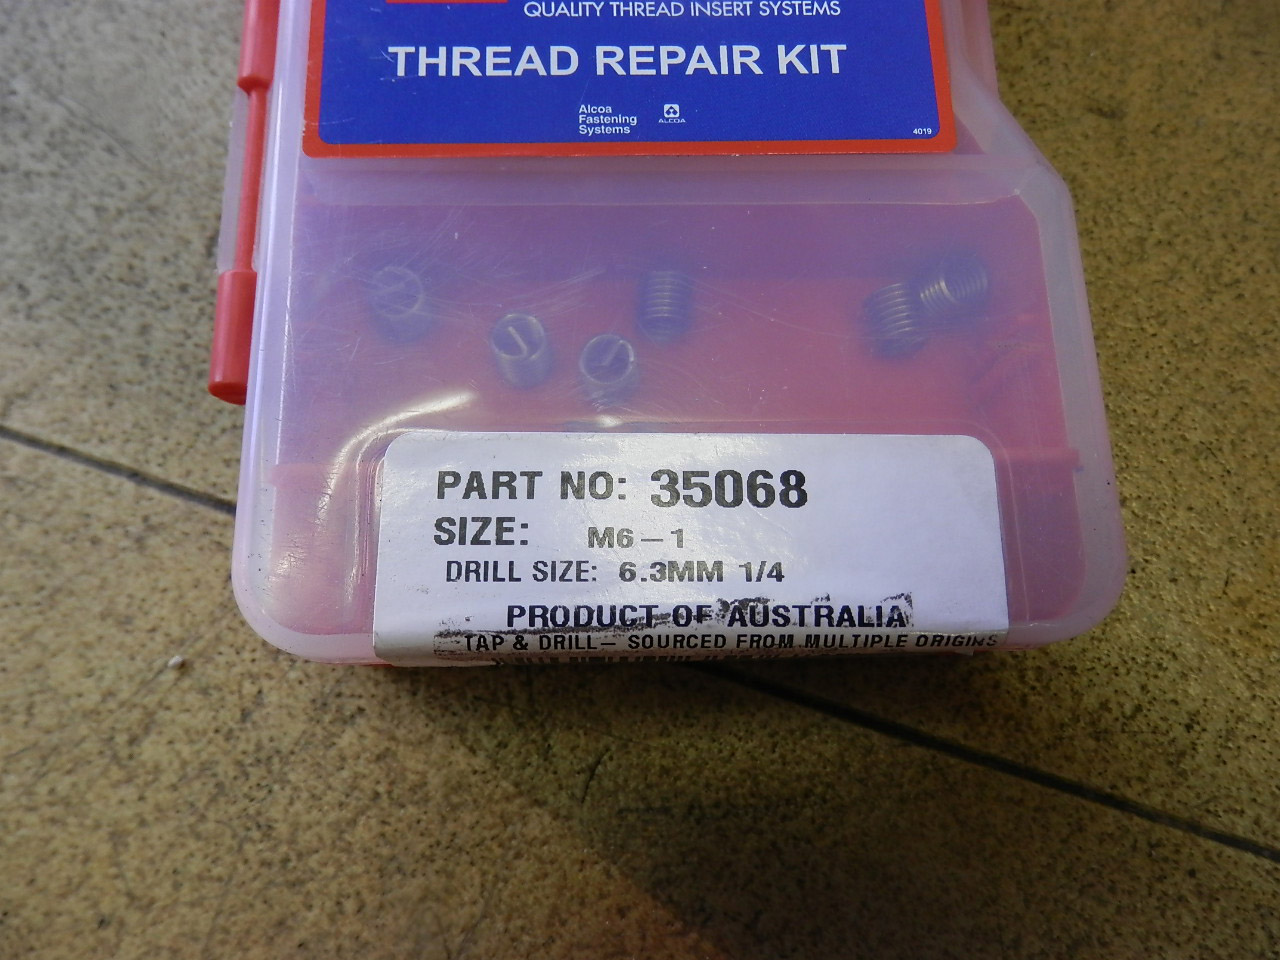 QUALITY THREAD INSERT SYSTEMS
THREAD REPAIR KIT
Alcoa
Fastening
Systems
ALCOA
4019
PART NO: 35068
SIZE: M6-1
DRILL SIZE: 6.3MM 1/4
PRODUCT OF AUSTRALIA
TAP & DRILL- SOURCED FROM MULTIPLE ORIGINS